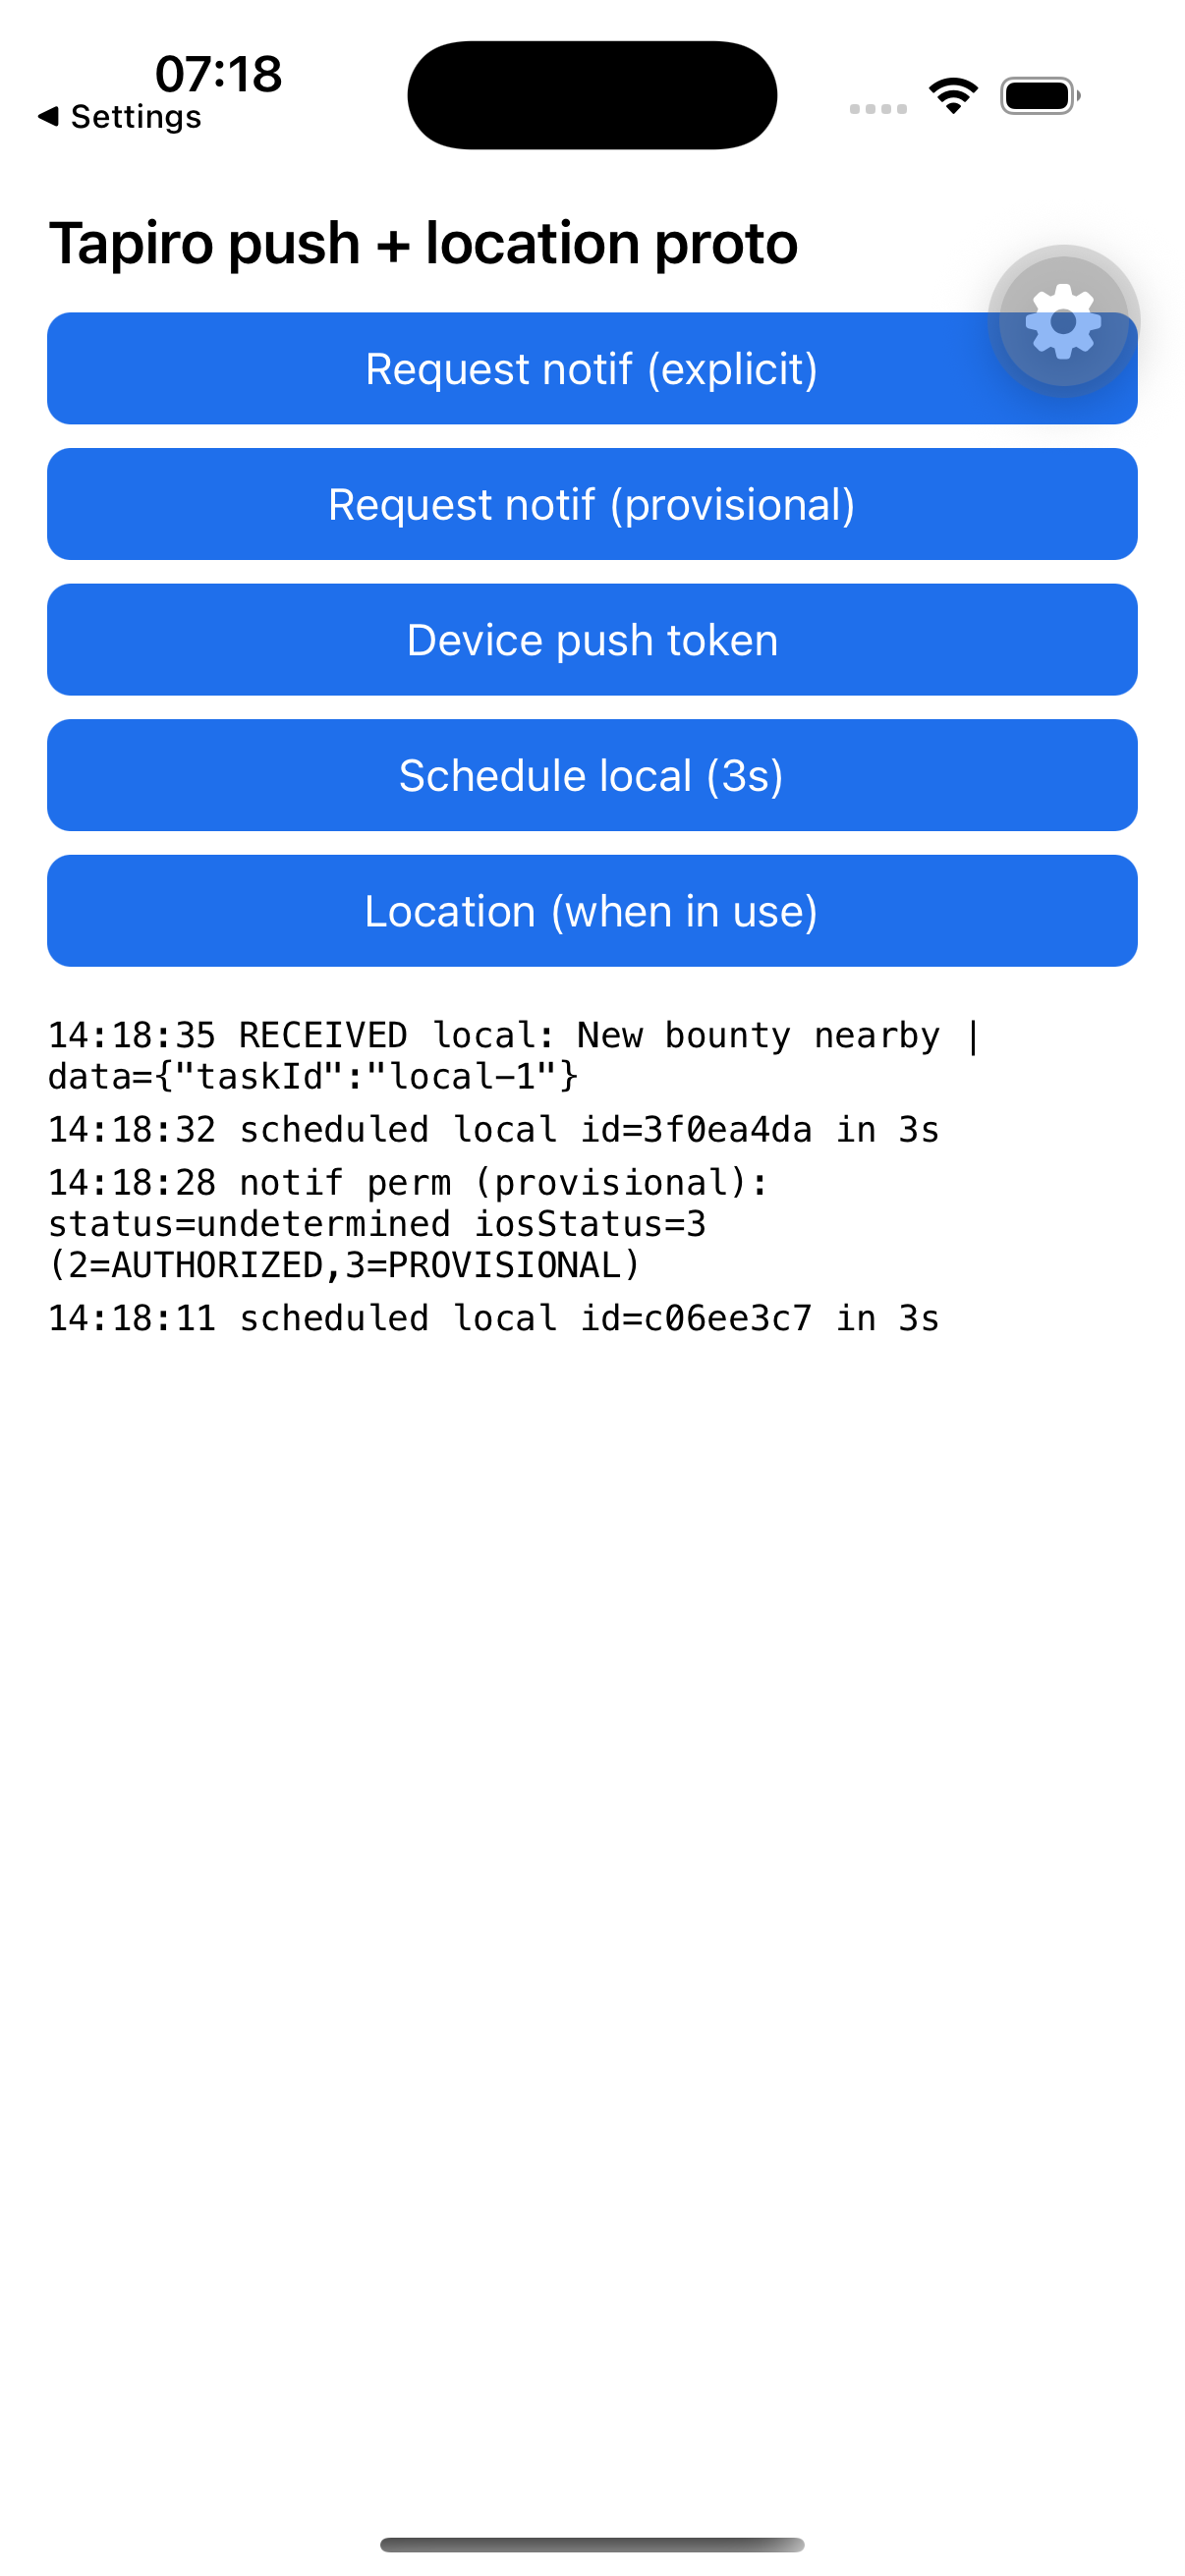 07:18
◀ Settings
Tapiro push + location proto
Request notif (explicit)
Request notif (provisional)
Device push token
Schedule local (3s)
Location (when in use)
14:18:35 RECEIVED local: New bounty nearby |
data={"taskId":"local-1"}
14:18:32 scheduled local id=3f0ea4da in 3s
14:18:28 notif perm (provisional):
status=undetermined iosStatus=3
(2=AUTHORIZED,3=PROVISIONAL)
14:18:11 scheduled local id=c06ee3c7 in 3s